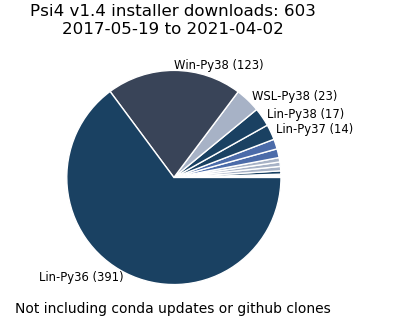 Psi4 v1.4 installer downloads: 603
2017-05-19 to 2021-04-02
Win-Py38 (123)
WSL-Py38 (23)
Lin-Py38 (17)
Lin-Py37 (14)
Lin-Py36 (391)
Not including conda updates or github clones